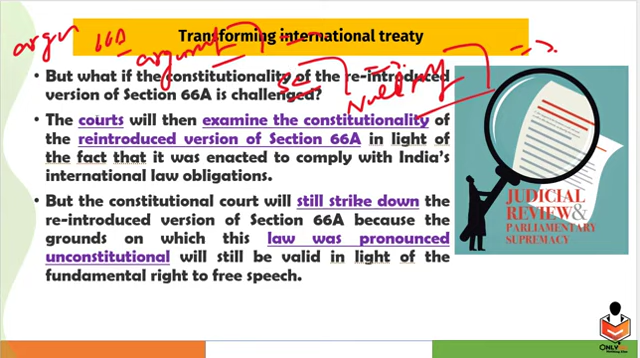 Transforming international treaty
But what if the constitutionality of the re-introduced
version of Section 66A is challenged?
The courts will then examine the constitutionality of
the reintroduced version of Section 66A in light of
the fact that it was enacted to comply with India's
international law obligations.
But the constitutional court will still strike down the
re-introduced version of Section 66A because the
grounds on which this law was pronounced
unconstitutional will still be valid in light of the
fundamental right to free speech.
JUDICIAL
REVIEW &
PARLIAMENTARY
SUPREMACY